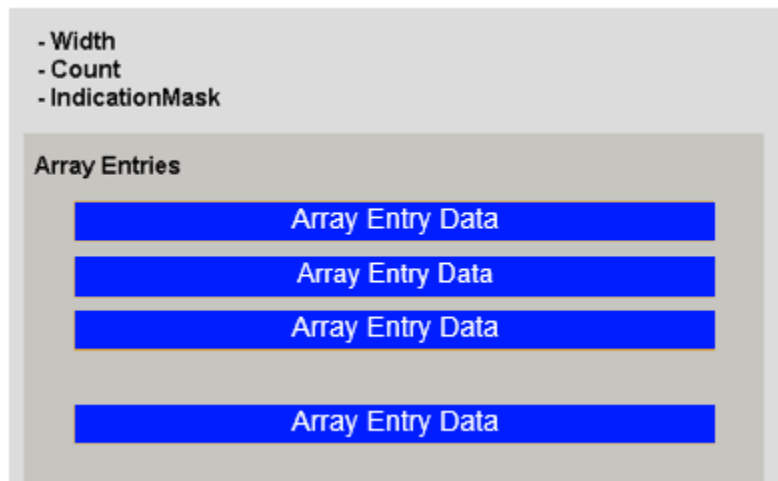 - Width
- Count
- IndicationMask
Array Entries
Array Entry Data
Array Entry Data
Array Entry Data
Array Entry Data